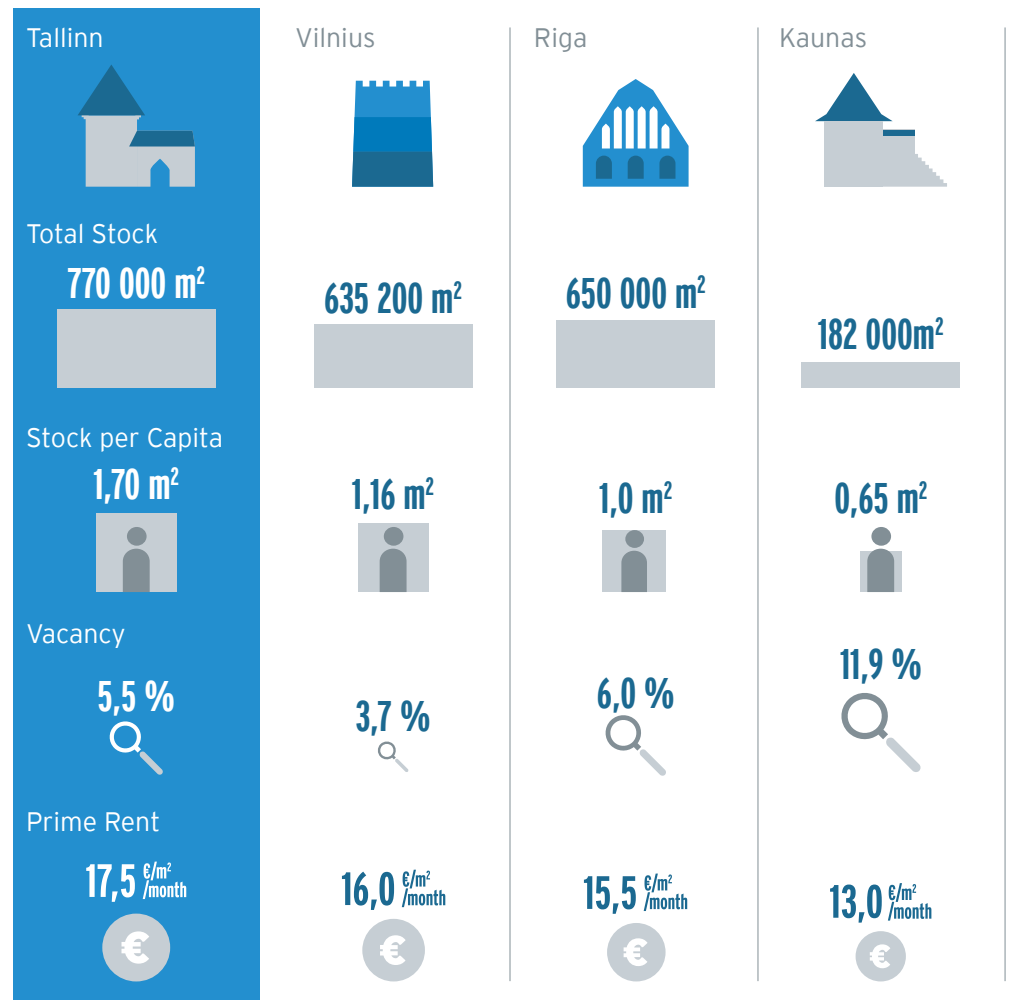 Tallinn
Vilnius
Riga
Kaunas
Total Stock
770 000 m²
635 200 m²
650 000 m²
182 000m²
Stock per Capita
1,70 m²
1,16 m²
1,0 m²
0,65 m²
Vacancy
5,5 %
3,7 %
6,0 %
11,9 %
Prime Rent
17,5 €/m²
/month
16,0 €/m²
/month
15,5 €/m²
/month
13,0 €/m²
/month
€
€
€
€